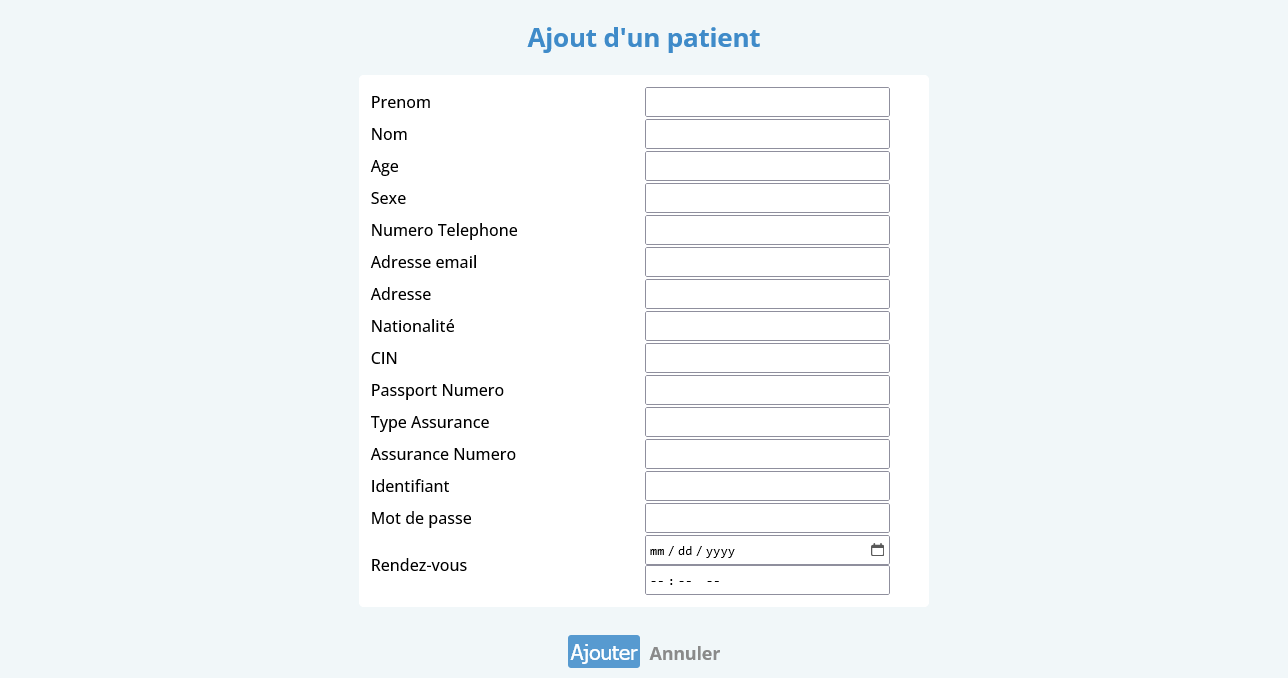 Ajout d'un patient
Prenom
Nom
Age
Sexe
Numero Telephone
Adresse email
Adresse
Nationalité
CIN
Passport Numero
Type Assurance
Assurance Numero
Identifiant
Mot de passe
Rendez-vous
mm / dd / yyyy
-- : -- --
Ajouter Annuler